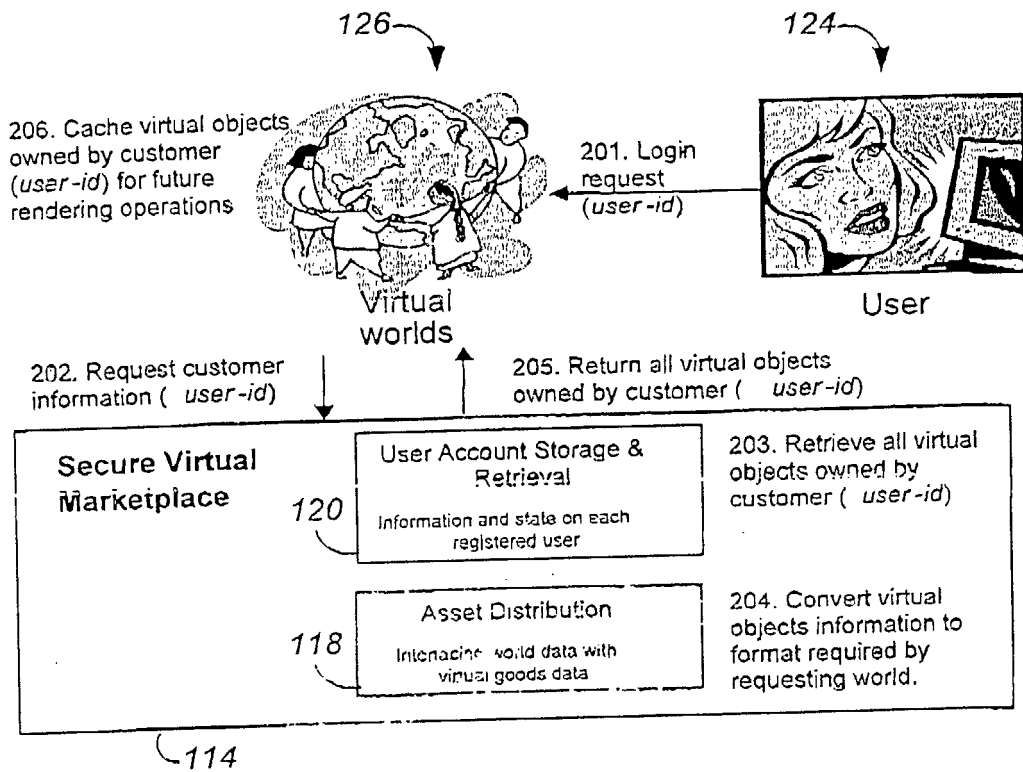 126
124
206. Cache virtual objects
owned by customer
(user-id) for future
rendering operations
201. Login
request
(user-id)
Virtual
worlds
User
202. Request customer
information ( user-id)
205. Return all virtual objects
owned by customer ( user-id)
Secure Virtual
Marketplace
User Account Storage &
Retrieval
120
Information and state on each
registered user
203. Retrieve all virtual
objects owned by
customer ( user-id)
Asset Distribution
118
world data with
virtual goods data
204. Convert virtual
objects information to
format required by
requesting world.
114